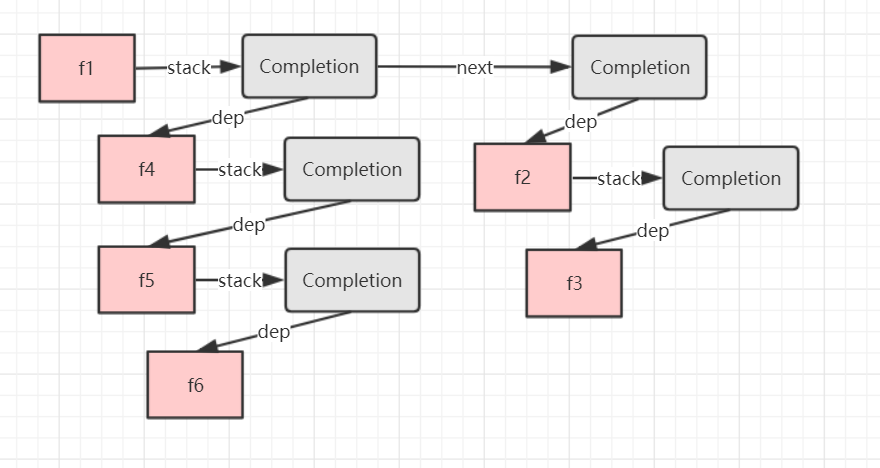 f1
stack
Completion
next
Completion
dep
dep
f4
stack
Completion
f2
stack
Completion
dep
dep
f5
stack
Completion
f3
dep
f6